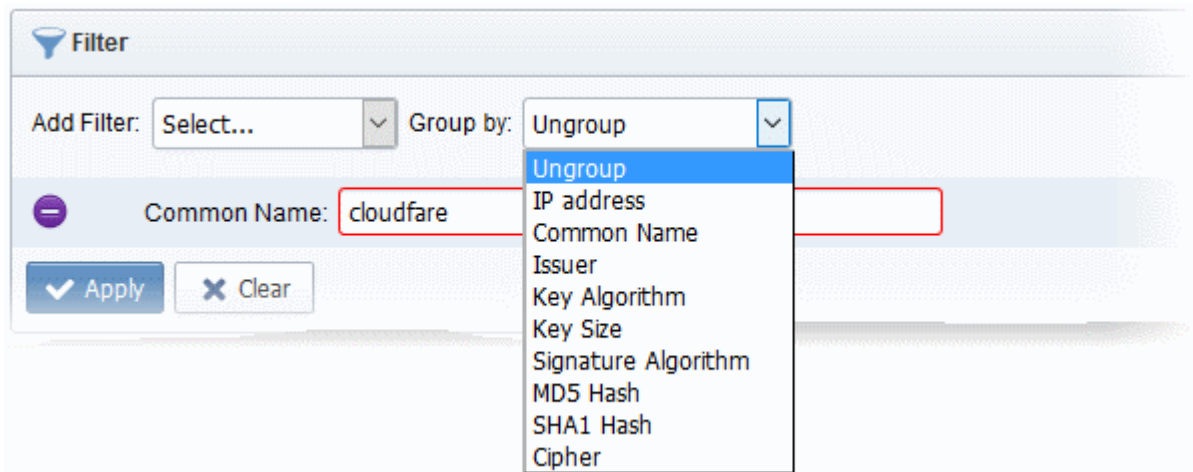 Filter
Add Filter: Select... Group by: Ungroup
Ungroup
IP address
Common Name: cloudfare
Common Name
Issuer
Apply Clear
Key Algorithm
Key Size
Signature Algorithm
MD5 Hash
SHA1 Hash
Cipher